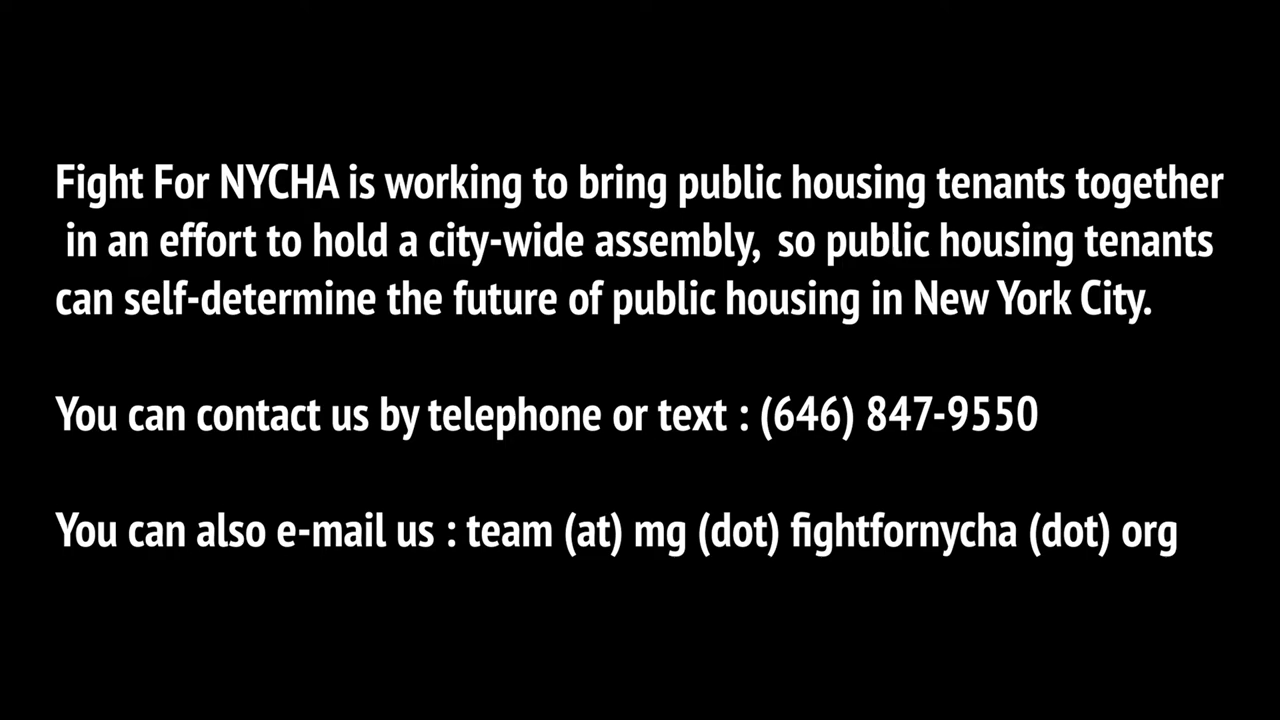 Fight For NYCHA is working to bring public housing tenants together
in an effort to hold a city-wide assembly, so public housing tenants
can self-determine the future of public housing in New York City.
You can contact us by telephone or text : (646) 847-9550
You can also e-mail us : team (at) mg (dot) fightfornycha (dot) org